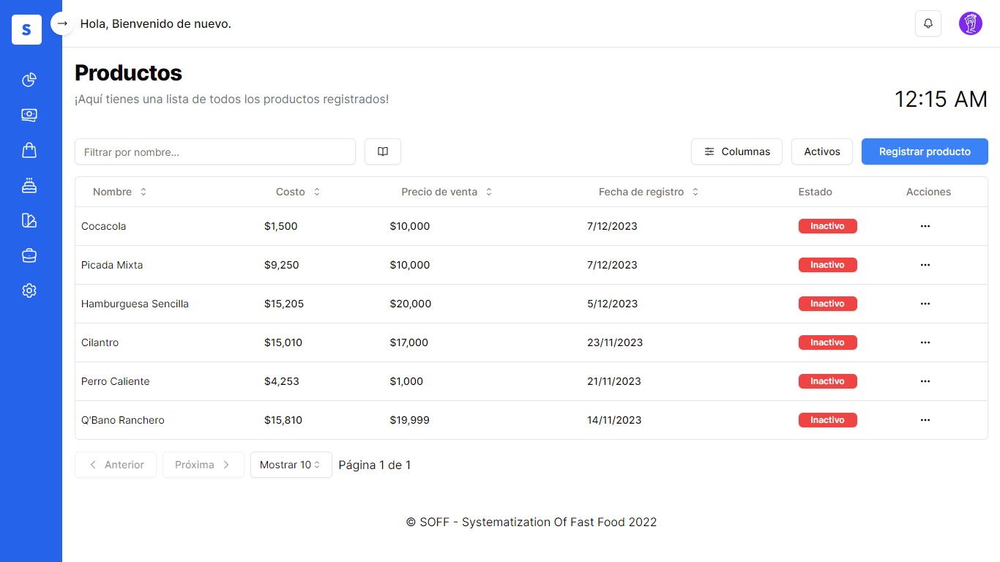 S
Hola, Bienvenido de nuevo.
Productos
¡Aquí tienes una lista de todos los productos registrados!
12:15 AM
Filtrar por nombre...
Columnas
Activos
Registrar producto
Nombre Costo Precio de venta Fecha de registro Estado Acciones
Cocacola $1,500 $10,000 7/12/2023 Inactivo
Picada Mixta $9,250 $10,000 7/12/2023 Inactivo
Hamburguesa Sencilla $15,205 $20,000 5/12/2023 Inactivo
Cilantro $15,010 $17,000 23/11/2023 Inactivo
Perro Caliente $4,253 $1,000 21/11/2023 Inactivo
Q'Bano Ranchero $15,810 $19,999 14/11/2023 Inactivo
Anterior Próxima Mostrar 10 Página 1 de 1
© SOFF - Systematization Of Fast Food 2022